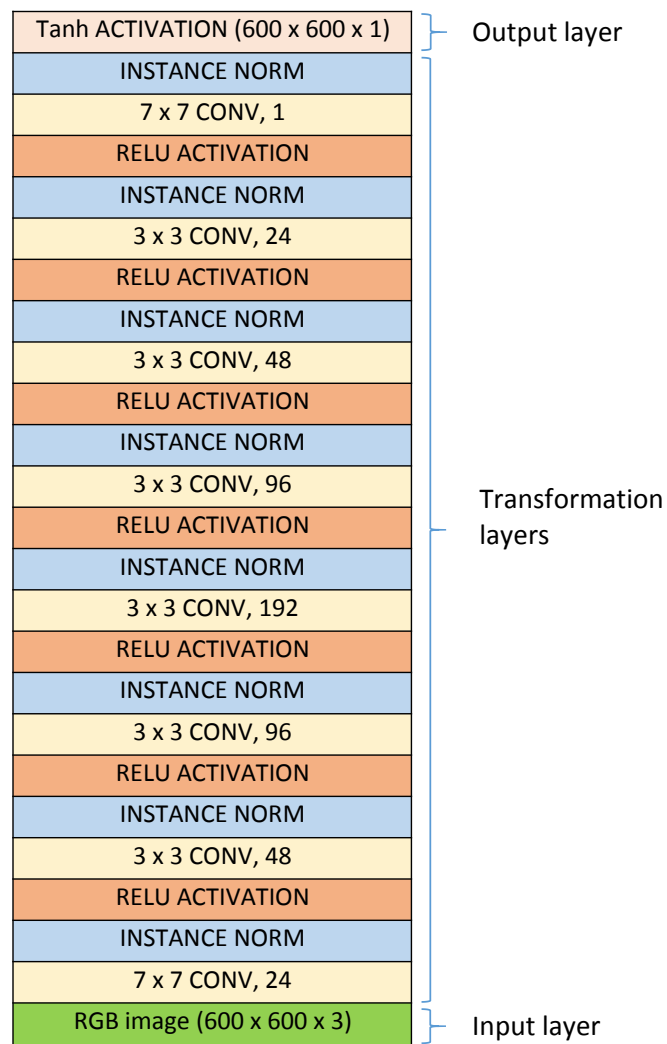 Tanh ACTIVATION (600 x 600 x 1)
Output layer
INSTANCE NORM
7 x 7 CONV, 1
RELU ACTIVATION
INSTANCE NORM
3 x 3 CONV, 24
RELU ACTIVATION
INSTANCE NORM
3 x 3 CONV, 48
RELU ACTIVATION
INSTANCE NORM
3 x 3 CONV, 96
RELU ACTIVATION
INSTANCE NORM
3 x 3 CONV, 192
RELU ACTIVATION
INSTANCE NORM
3 x 3 CONV, 96
RELU ACTIVATION
INSTANCE NORM
3 x 3 CONV, 48
RELU ACTIVATION
INSTANCE NORM
7 x 7 CONV, 24
Transformation
layers
RGB image (600 x 600 x 3)
Input layer